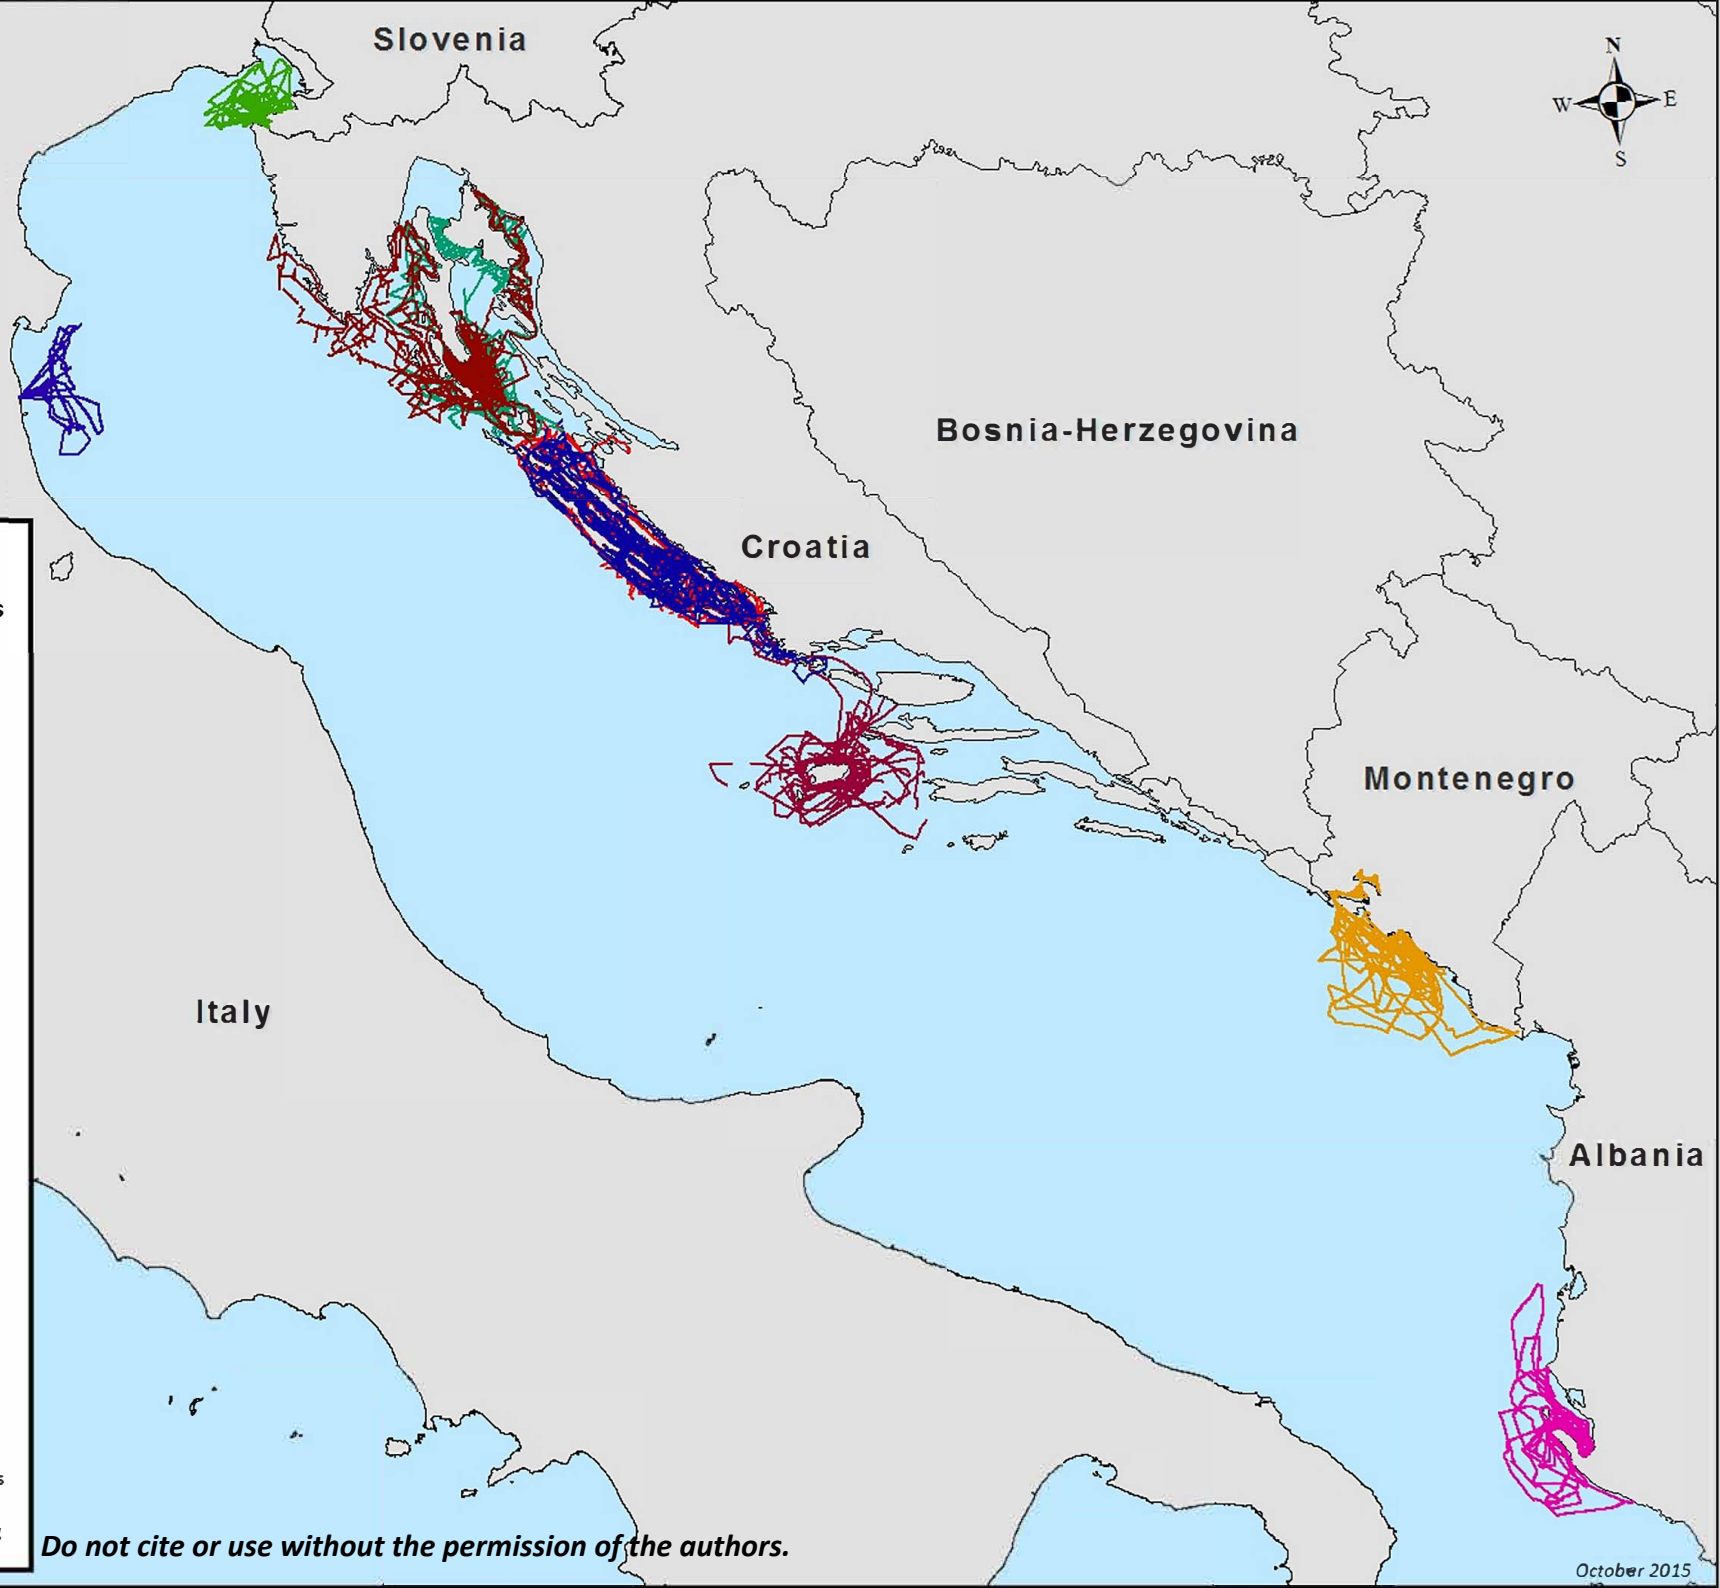 Slovenia
N
W
E
S
Bosnia-Herzegovina
Croatia
Montenegro
Italy
Albania
Do not cite or use without the permission of the authors.
October 2015